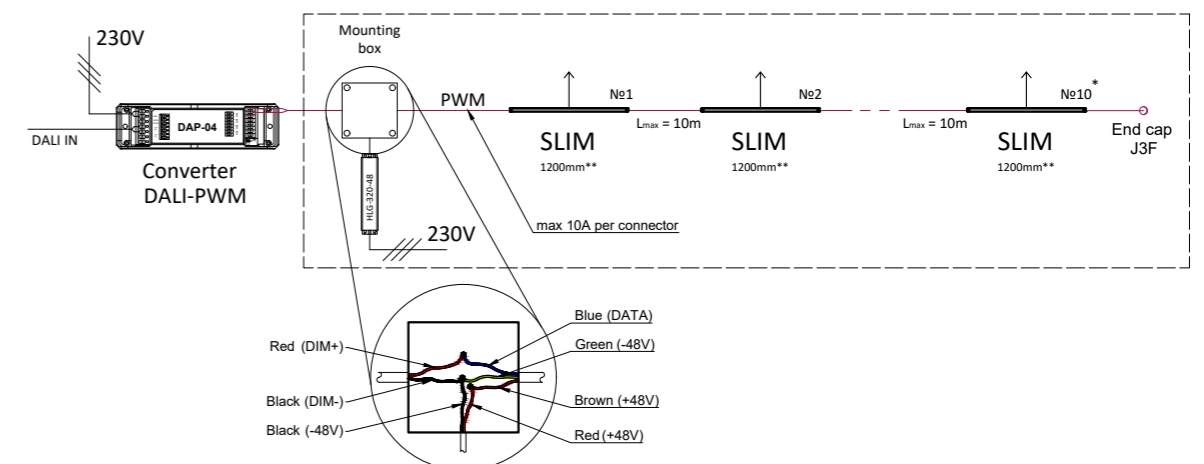 230V
DALI IN
DAP-04
Converter
DALI-PWM
Mounting
box
HLG-320-48
230V
PWM
max 10A per connector
№1
SLIM
1200mm**
Lmax = 10m
№2
SLIM
1200mm**
Lmax = 10m
№10*
SLIM
1200mm**
End cap
J3F
Red (DIM+)
Black (DIM-)
Black (-48V)
Blue (DATA)
Green (-48V)
Brown (+48V)
Red (+48V)